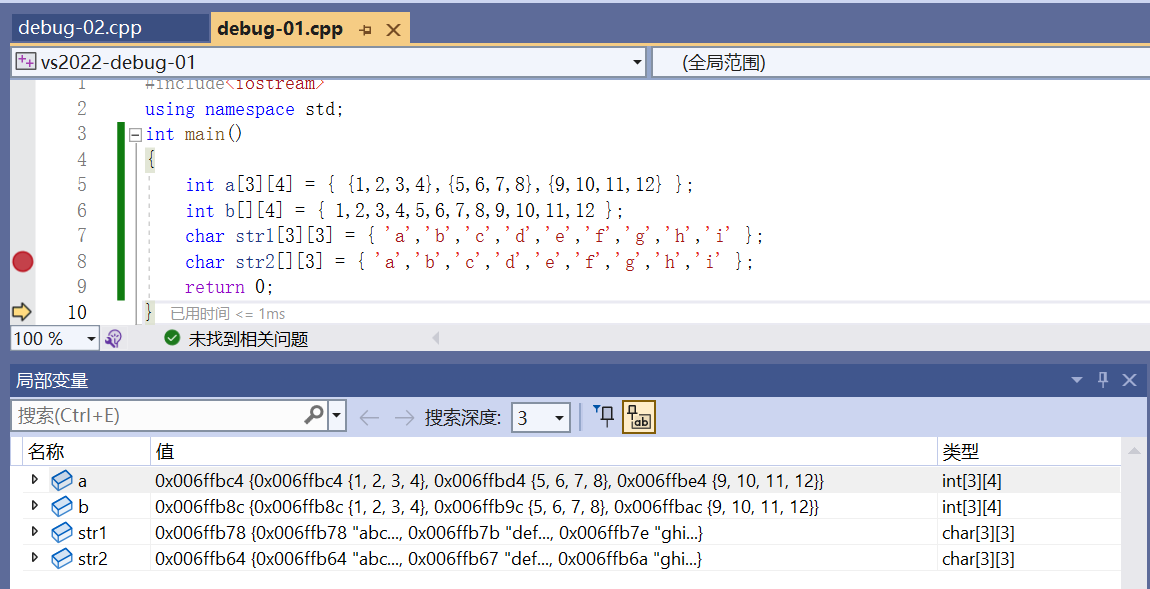 debug-02.cpp debug-01.cpp
vs2022-debug-01 (全局范围)
1 #include<iostream>
2 using namespace std;
3 int main()
4 {
5 int a[3][4] = { {1,2,3,4},{5,6,7,8},{9,10,11,12} };
6 int b[][4] = { 1,2,3,4,5,6,7,8,9,10,11,12 };
7 char str1[3][3] = { 'a','b','c','d','e','f','g','h','i' };
8 char str2[][3] = { 'a','b','c','d','e','f','g','h','i' };
9 return 0;
10 } 已用时间 <= 1ms
100 % 未找到相关问题
局部变量
搜索(Ctrl+E) 搜索深度: 3
名称 值 类型
a 0x006ffbc4 {0x006ffbc4 {1, 2, 3, 4}, 0x006ffbd4 {5, 6, 7, 8}, 0x006ffbe4 {9, 10, 11, 12}} int[3][4]
b 0x006ffb8c {0x006ffb8c {1, 2, 3, 4}, 0x006ffb9c {5, 6, 7, 8}, 0x006ffbac {9, 10, 11, 12}} int[3][4]
str1 0x006ffb78 {0x006ffb78 "abc..., 0x006ffb7b "def..., 0x006ffb7e "ghi...} char[3][3]
str2 0x006ffb64 {0x006ffb64 "abc..., 0x006ffb67 "def..., 0x006ffb6a "ghi...} char[3][3]